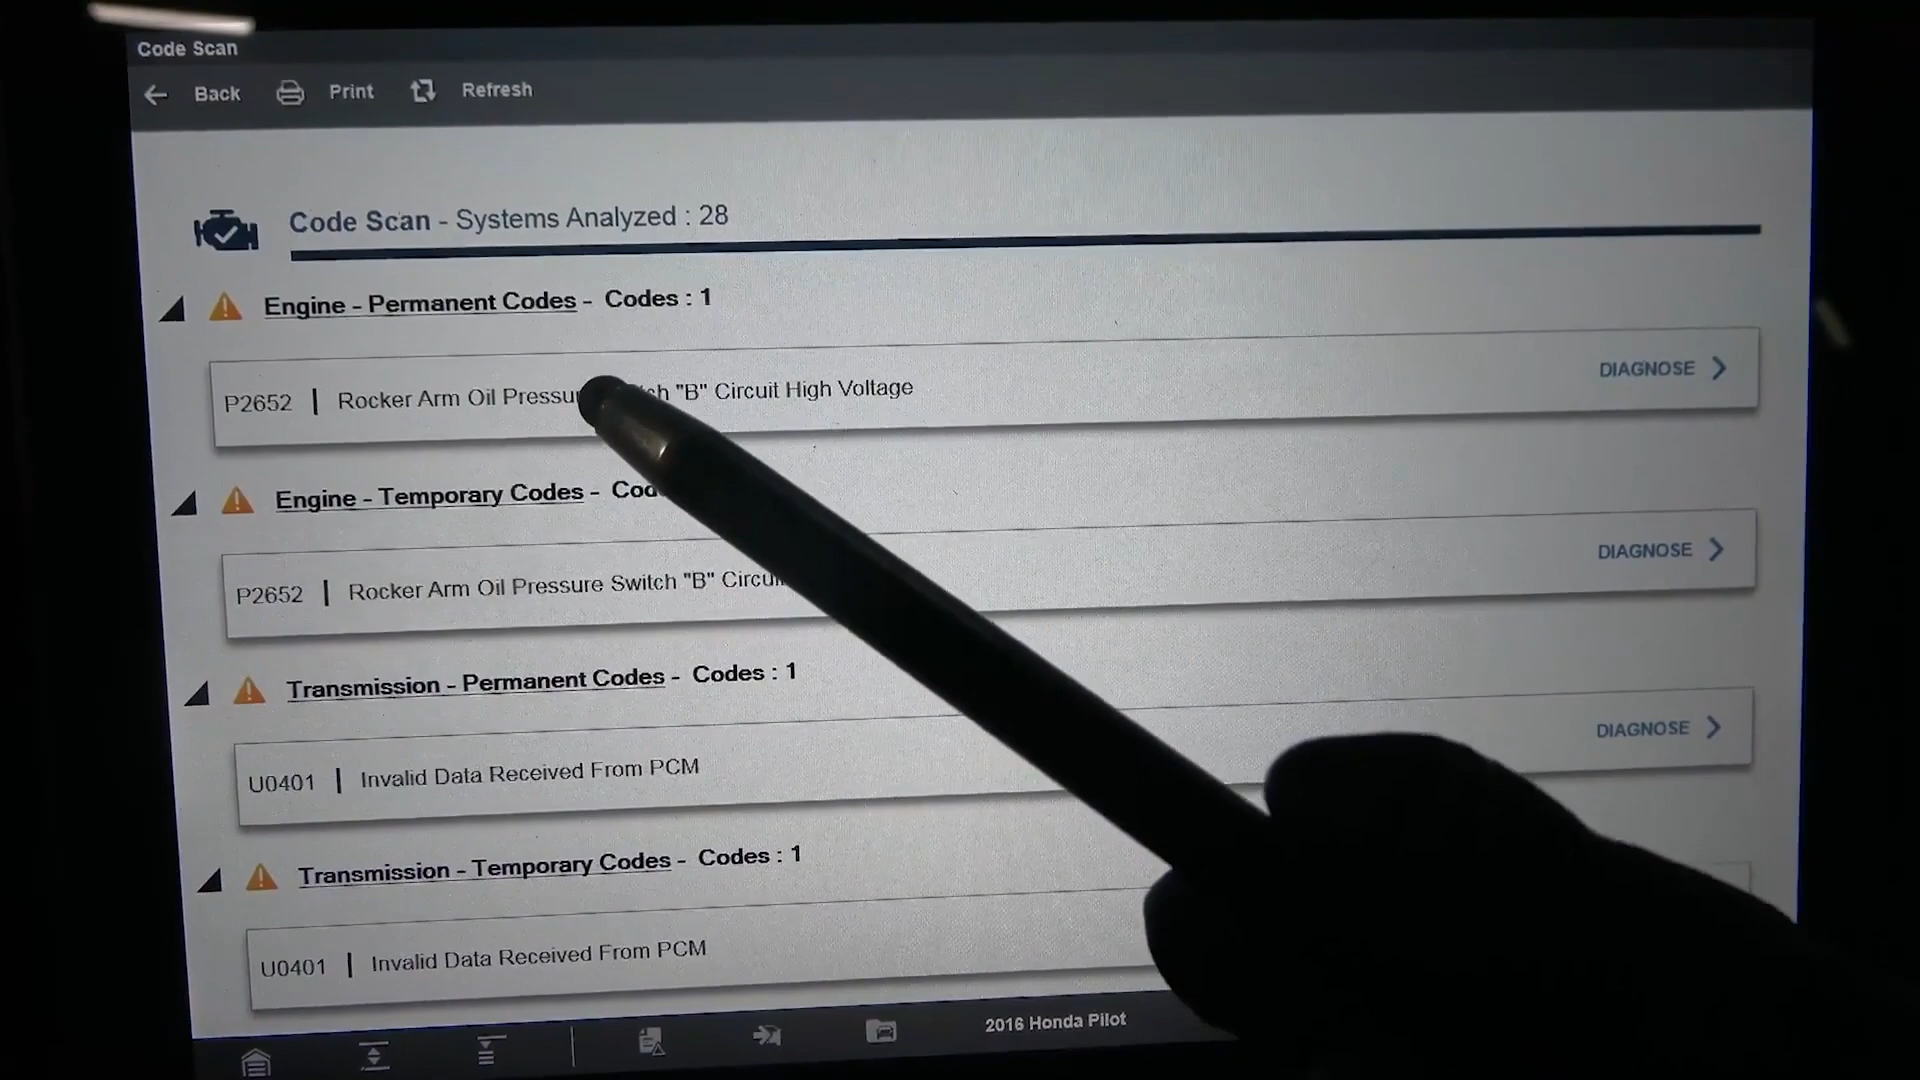 Code Scan
Back Print Refresh
Code Scan - Systems Analyzed : 28
Engine - Permanent Codes - Codes : 1
P2652 | Rocker Arm Oil "B" Circuit High Voltage DIAGNOSE
Engine - Temporary Codes -
P2652 | Rocker Arm Oil Pressure Switch "B" DIAGNOSE
Transmission - Permanent Codes - Codes : 1
U0401 | Invalid Data Received From PCM DIAGNOSE
Transmission - Temporary Codes - Codes : 1
U0401 | Invalid Data Received From PCM
2016 Honda Pilot